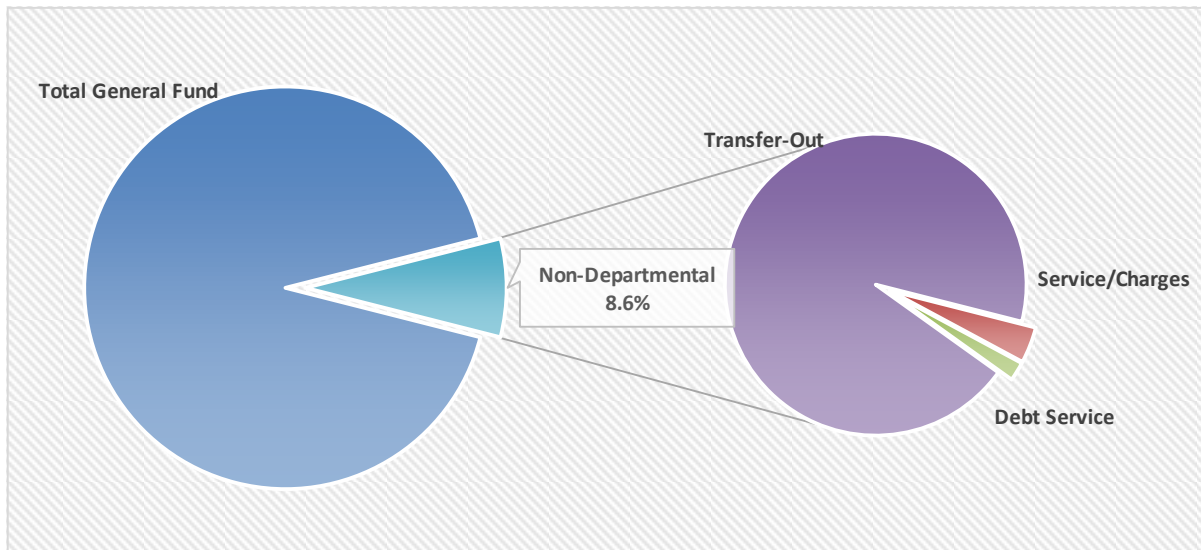 Total General Fund
Transfer-Out
Non-Departmental
8.6%
Service/Charges
Debt Service